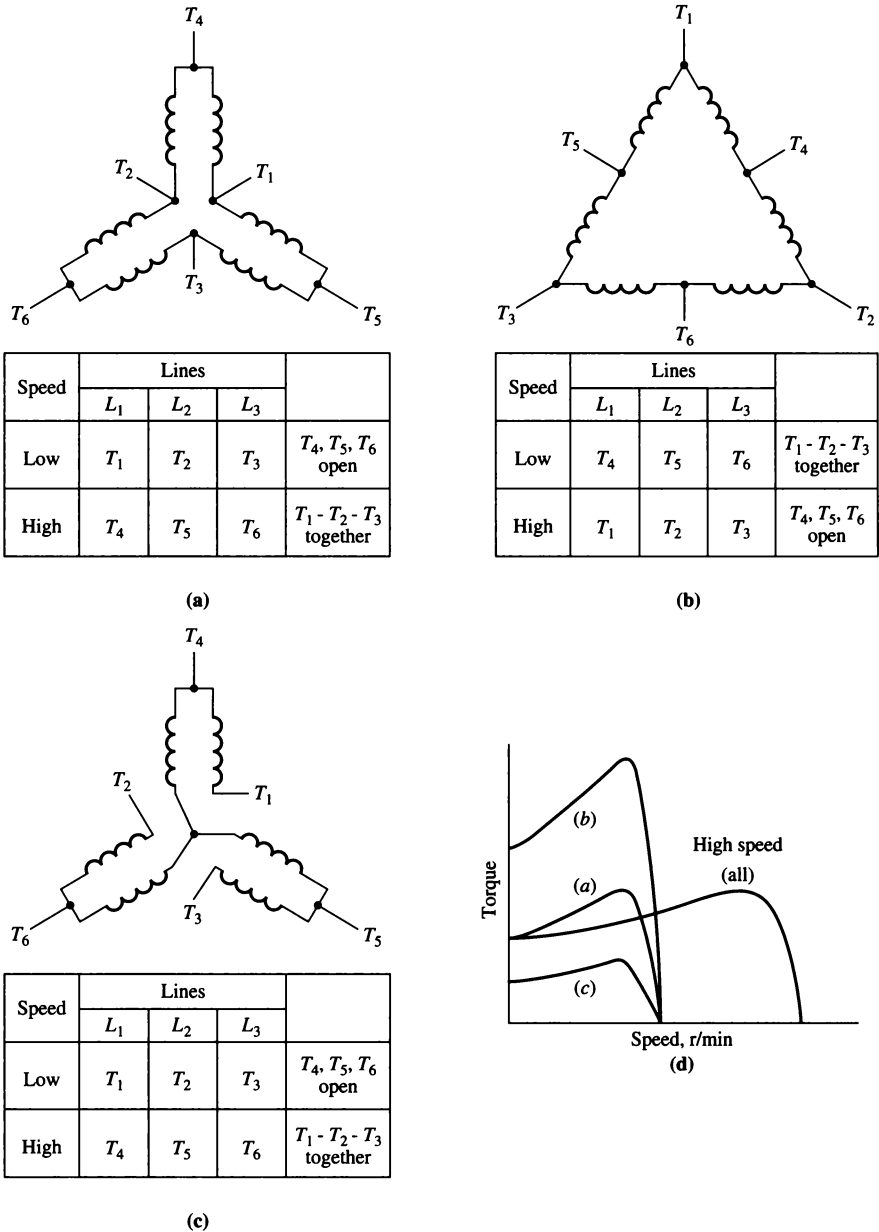 T4
T2
T1
T3
T6
T5
Speed
Lines
L1 L2 L3
Low T1 T2 T3 T4, T5, T6 open
High T4 T5 T6 T1 - T2 - T3 together
(a)
T1
T5
T4
T3
T6
T2
Speed
Lines
L1 L2 L3
Low T4 T5 T6 T1 - T2 - T3 together
High T1 T2 T3 T4, T5, T6 open
(b)
T4
T2
T1
T3
T6
T5
Speed
Lines
L1 L2 L3
Low T1 T2 T3 T4, T5, T6 open
High T4 T5 T6 T1 - T2 - T3 together
(c)
Torque
(b)
(a)
(c)
High speed
(all)
Speed, r/min
(d)